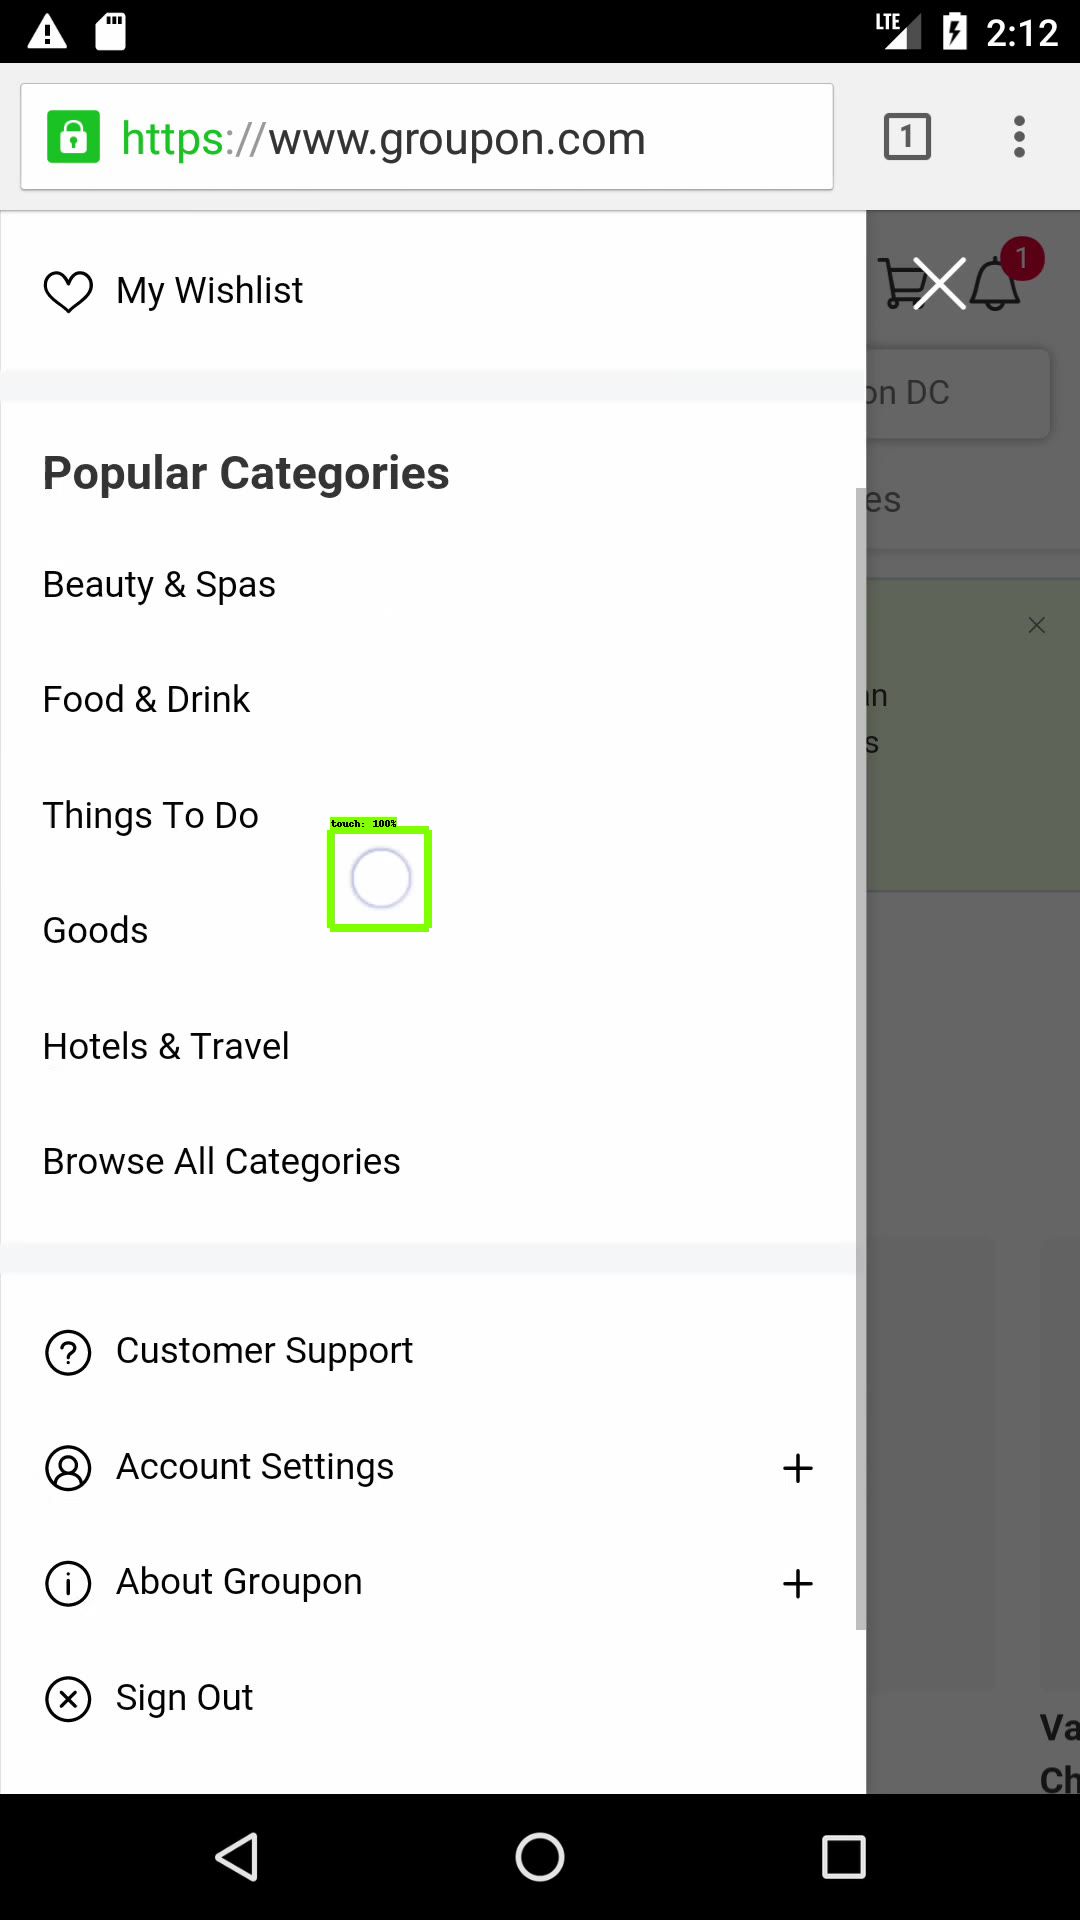 LTE 2:12
https://www.groupon.com 1
My Wishlist
1
on DC
Popular Categories
es
Beauty & Spas
an
Food & Drink
s
Things To Do
touch: 100%
Goods
Hotels & Travel
Browse All Categories
Customer Support
Account Settings
About Groupon
Sign Out
Va
Ch